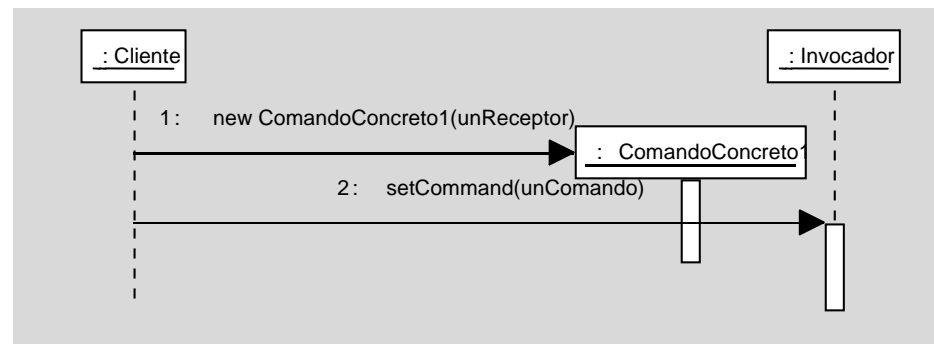 : Cliente
: Invocador
1: new ComandoConcreto1(unReceptor)
: ComandoConcreto1
2: setCommand(unComando)